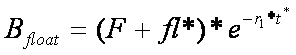 B_float = (F + fl*) * e^{-r_1 • t^*}